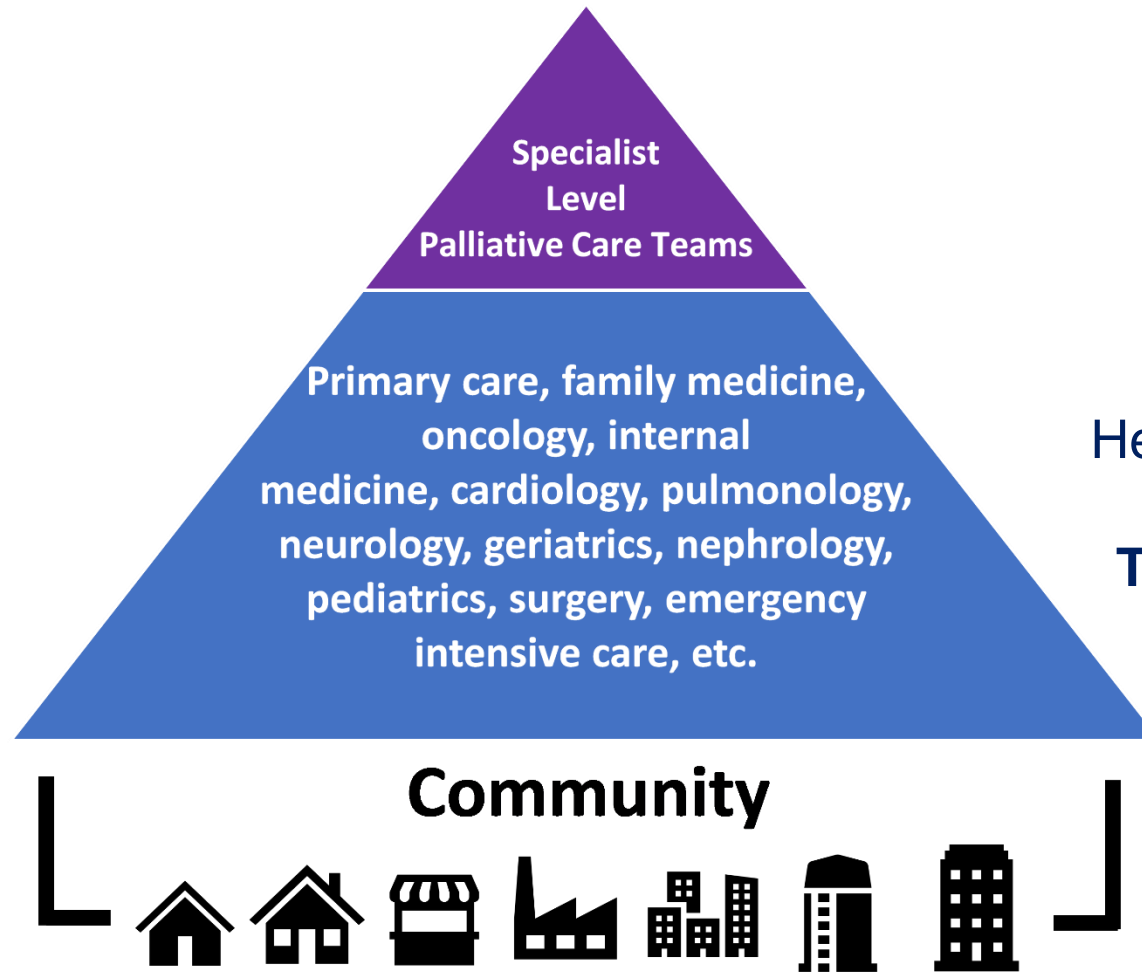 Specialist
Level
Palliative Care Teams
Primary care, family medicine,
oncology, internal
medicine, cardiology, pulmonology,
neurology, geriatrics, nephrology,
pediatrics, surgery, emergency
intensive care, etc.
Community